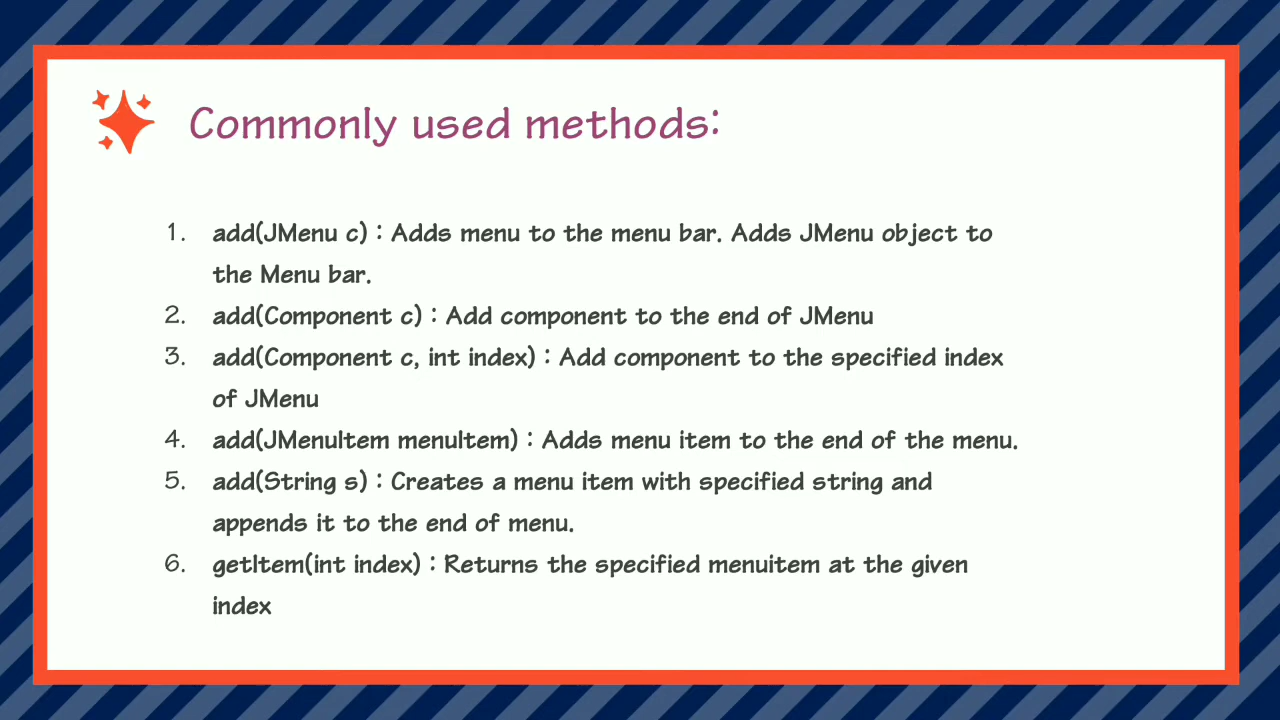 Commonly used methods:
1. add(JMenu c) : Adds menu to the menu bar. Adds JMenu object to
the Menu bar.
2. add(Component c) : Add component to the end of JMenu
3. add(Component c, int index) : Add component to the specified index
of JMenu
4. add(JMenuItem menuItem) : Adds menu item to the end of the menu.
5. add(String s) : Creates a menu item with specified string and
appends it to the end of menu.
6. getItem(int index) : Returns the specified menuitem at the given
index